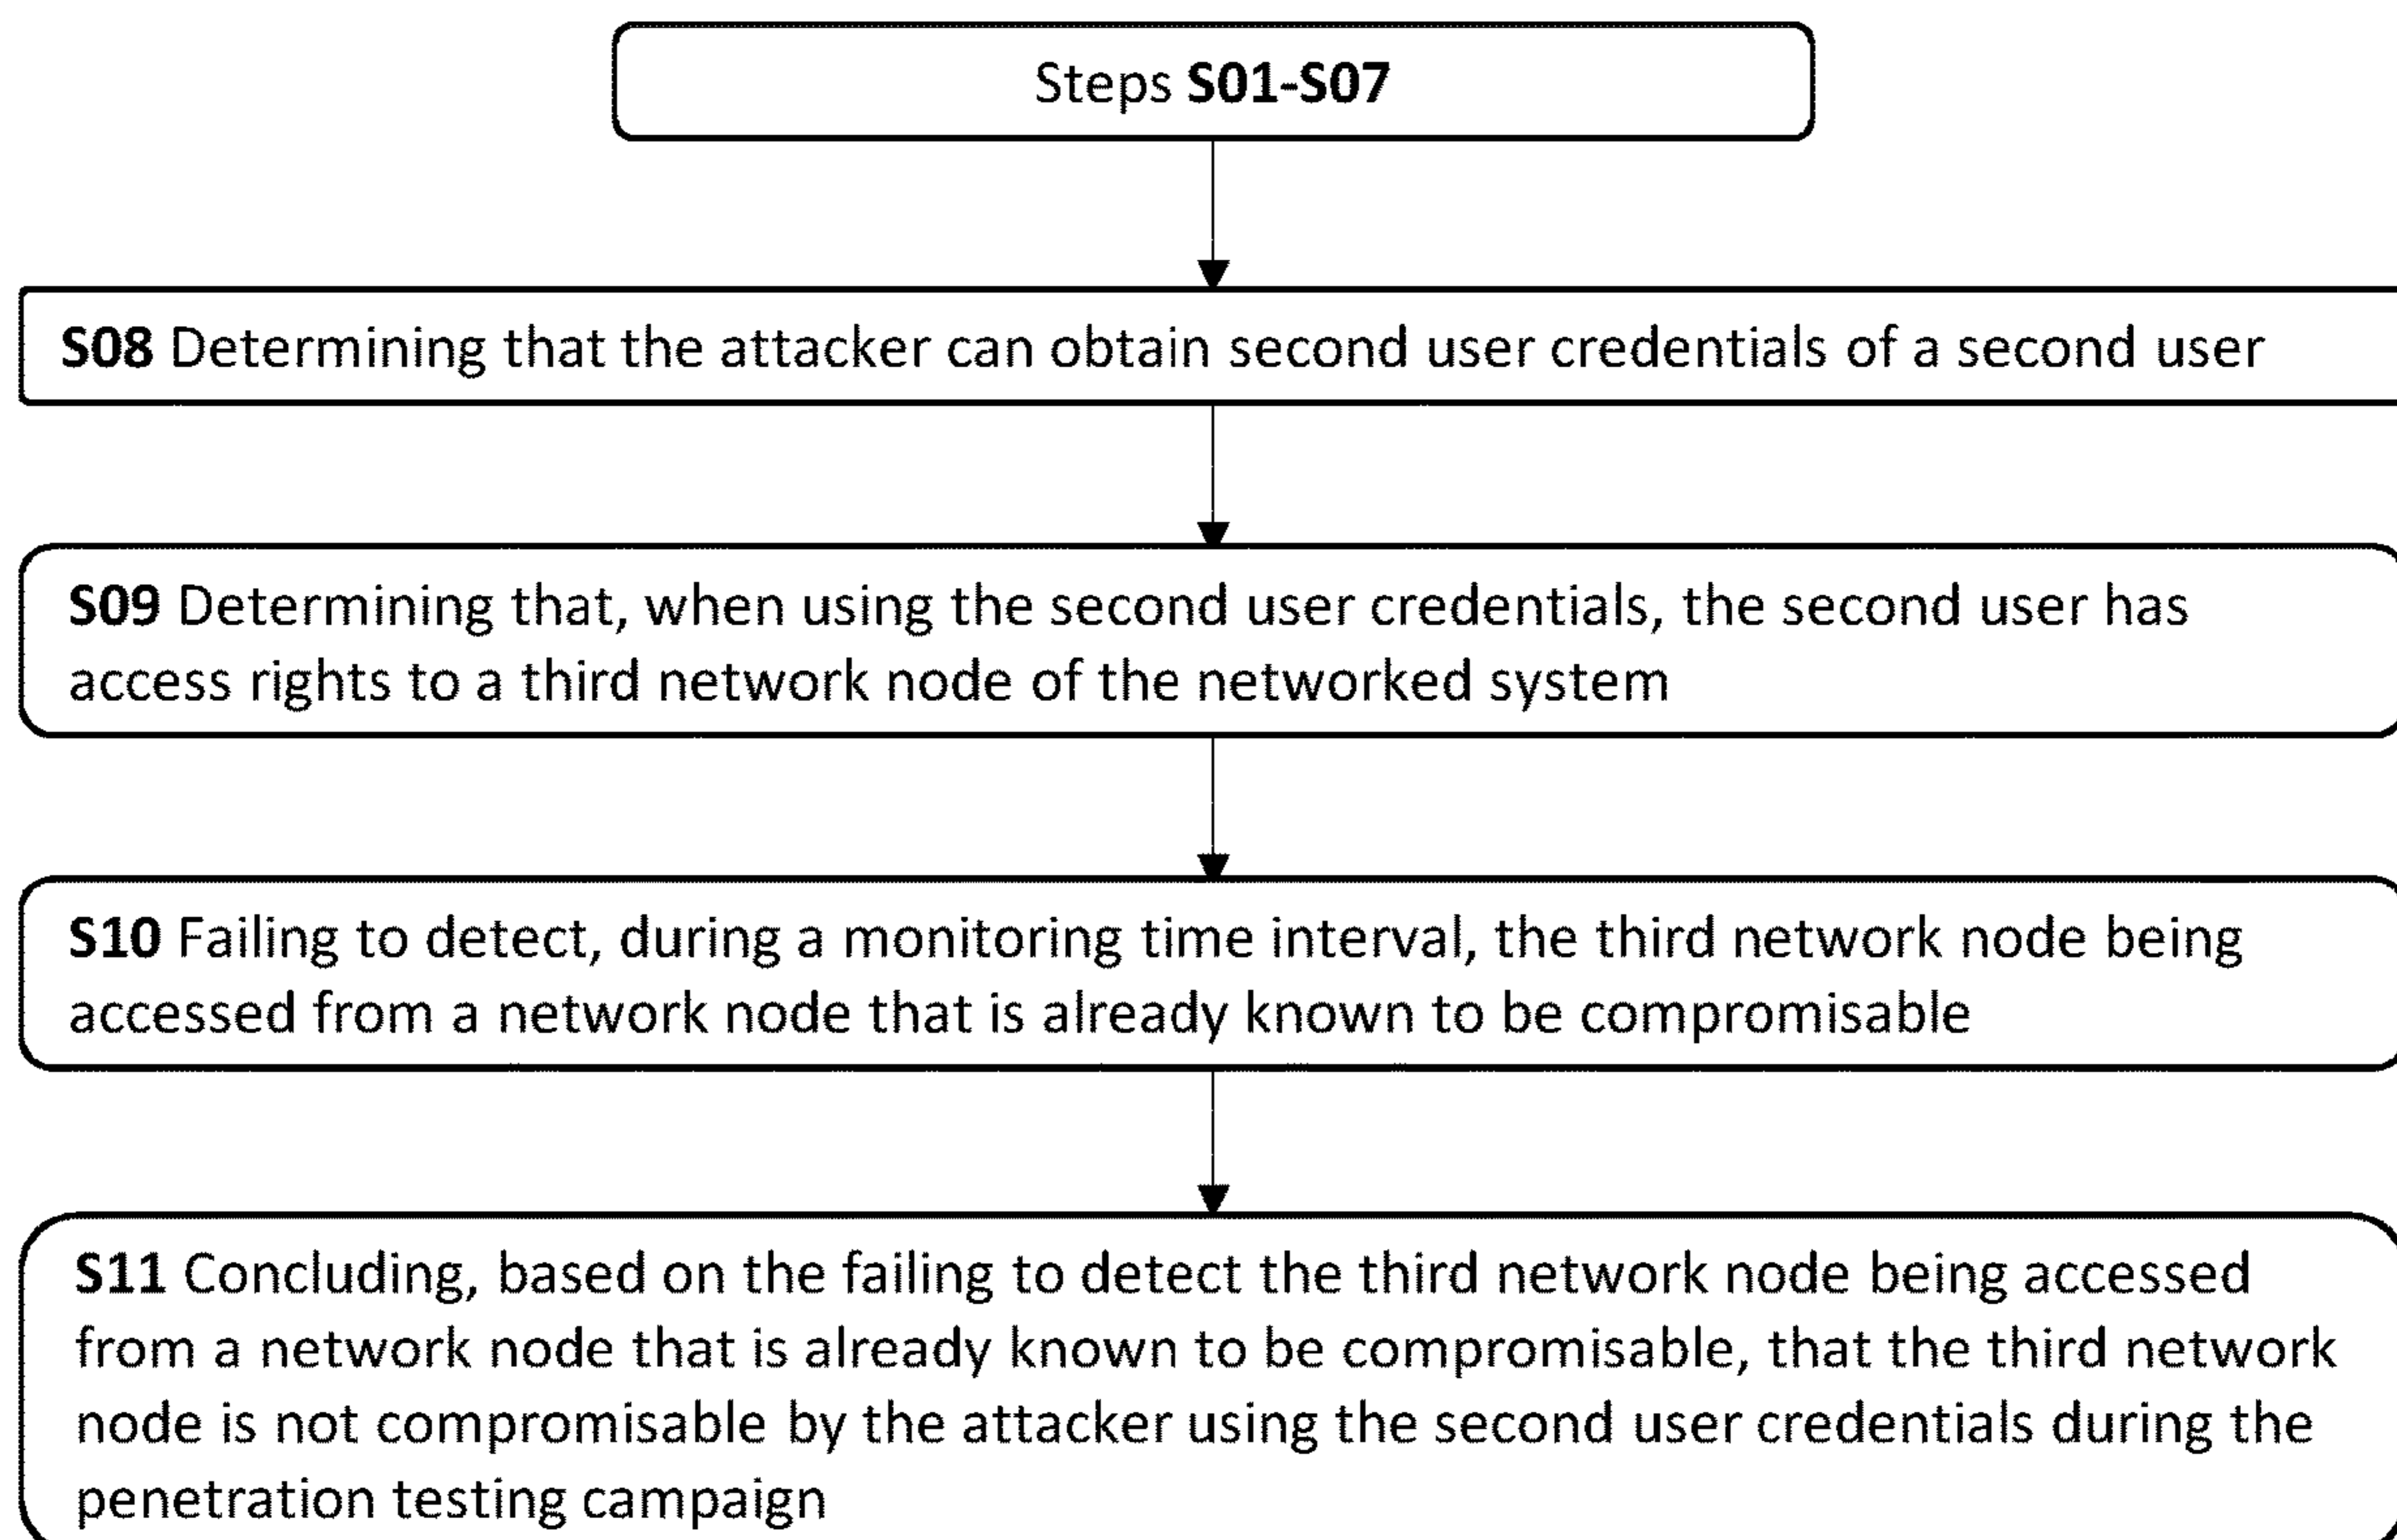 Steps S01-S07
S08 Determining that the attacker can obtain second user credentials of a second user
S09 Determining that, when using the second user credentials, the second user has
access rights to a third network node of the networked system
S10 Failing to detect, during a monitoring time interval, the third network node being
accessed from a network node that is already known to be compromisable
S11 Concluding, based on the failing to detect the third network node being accessed
from a network node that is already known to be compromisable, that the third network
node is not compromisable by the attacker using the second user credentials during the
penetration testing campaign